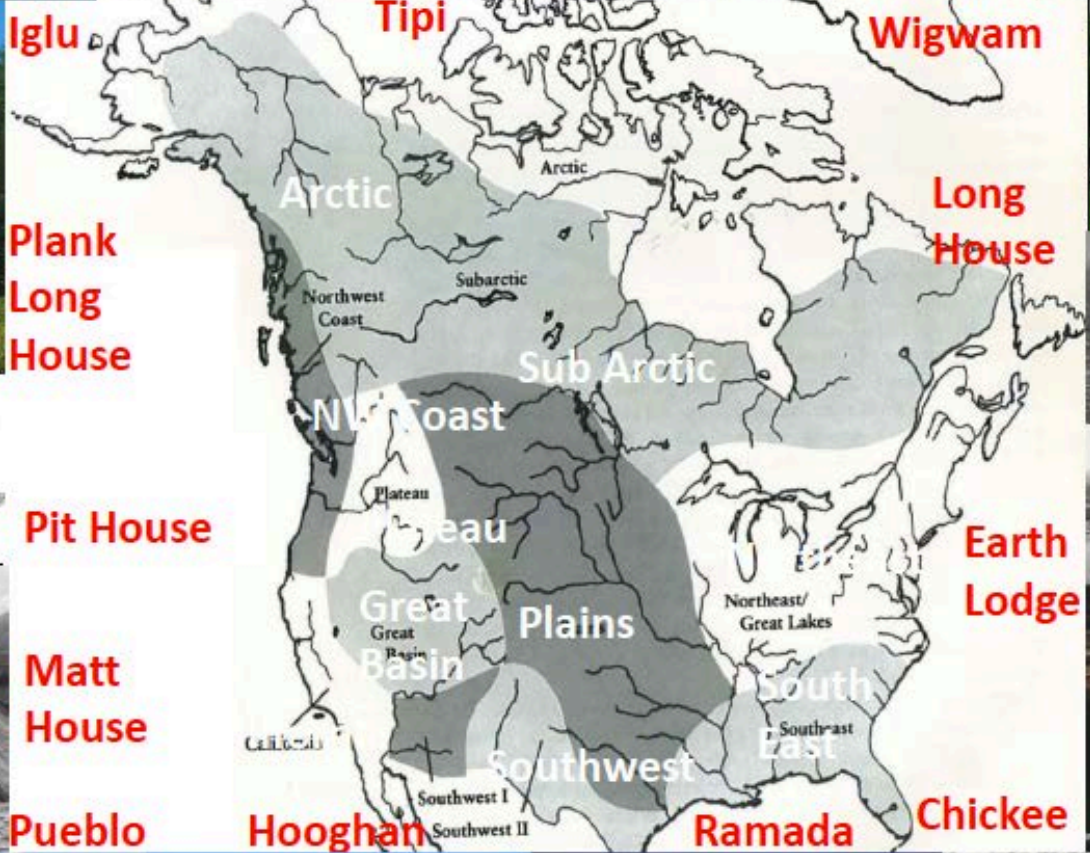 Iglu
Tipi
Wigwam
Arctic
Arctic
Long
House
Plank
Long
House
Northwest
Coast
Subarctic
Sub Arctic
NW Coast
Plateau
Pit House
Earth
Lodge
Great
Basin
Great
Basin
Plains
Northeast/
Great Lakes
Matt
House
South
East
Southeast
California
Southwest
Southwest I
Southwest II
Pueblo
Hooghan
Ramada
Chickee